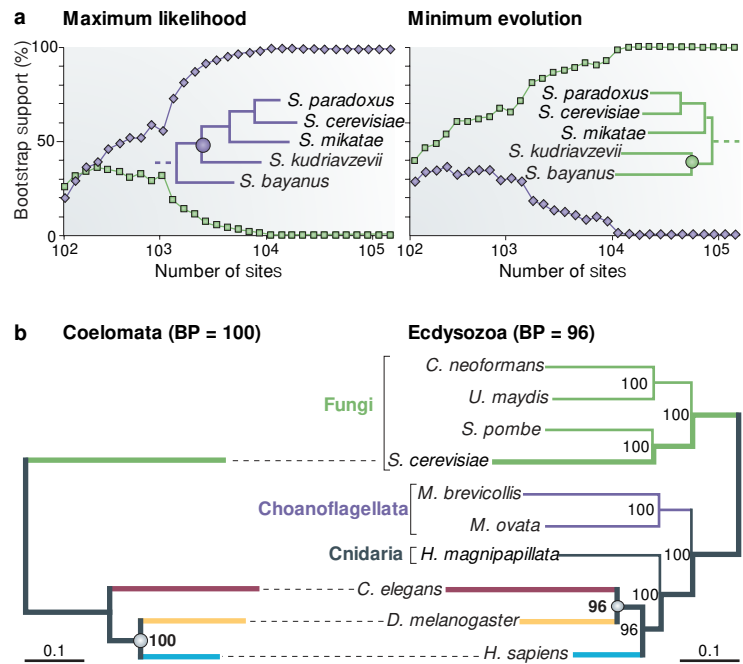 a Maximum likelihood Minimum evolution
Bootstrap support (%)
100
50
0
S. paradoxus
S. cerevisiae
S. mikatae
S. kudriavzevii
S. bayanus
10² 10³ 10⁴ 10⁵
Number of sites
S. paradoxus
S. cerevisiae
S. mikatae
S. kudriavzevii
S. bayanus
10² 10³ 10⁴ 10⁵
Number of sites
b Coelomata (BP = 100) Ecdysozoa (BP = 96)
C. neoformans
100
U. maydis
Fungi
100
S. pombe
100
S. cerevisiae
M. brevicollis
Choanoflagellata
100
M. ovata
Cnidaria
H. magnipapillata
100
C. elegans
100
96
D. melanogaster
96
100
H. sapiens
0.1
0.1